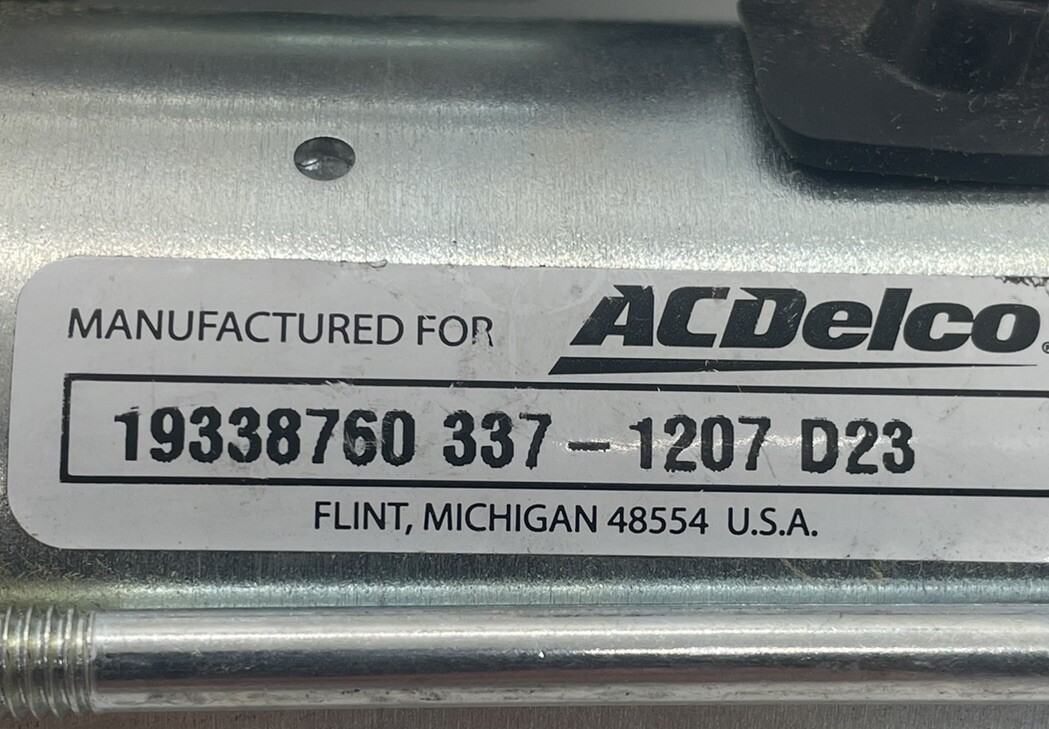 MANUFACTURED FOR ACDelco®
19338760 337-1207 D23
FLINT, MICHIGAN 48554 U.S.A.